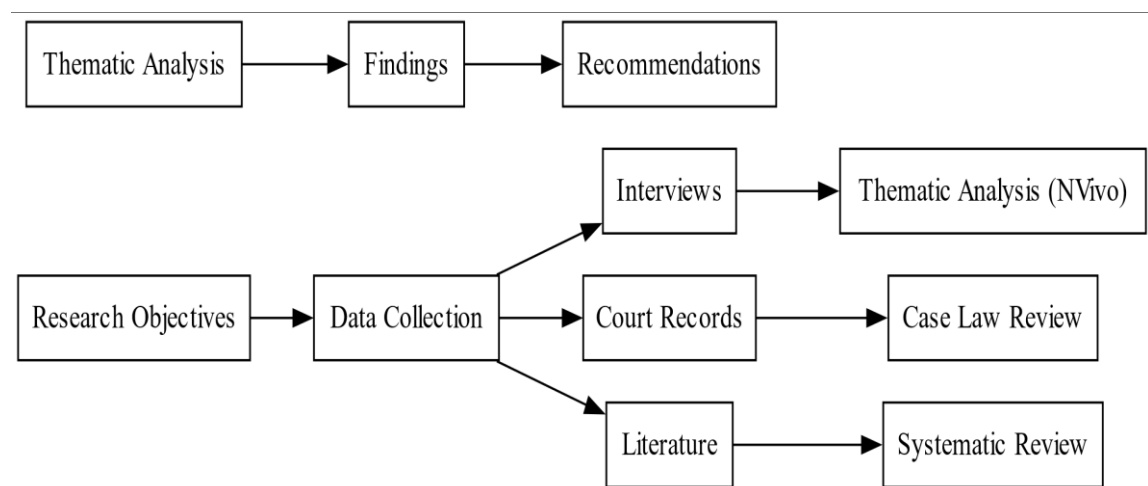 Thematic Analysis
Findings
Recommendations
Interviews
Thematic Analysis (NVivo)
Research Objectives
Data Collection
Court Records
Case Law Review
Literature
Systematic Review